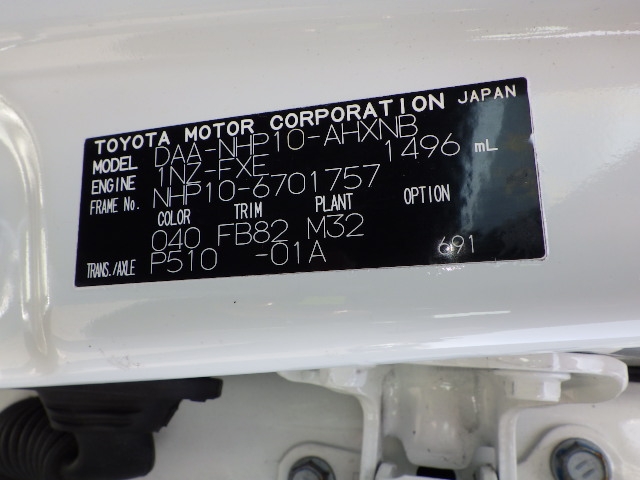 TOYOTA MOTOR CORPORATION JAPAN
MODEL DAA-NHP10-AHXNB
ENGINE 1NZ-FXE 1496 mL
FRAME No. NHP10-6701757
COLOR TRIM PLANT OPTION
040 FB82 M32
TRANS./AXLE P510 -01A 691